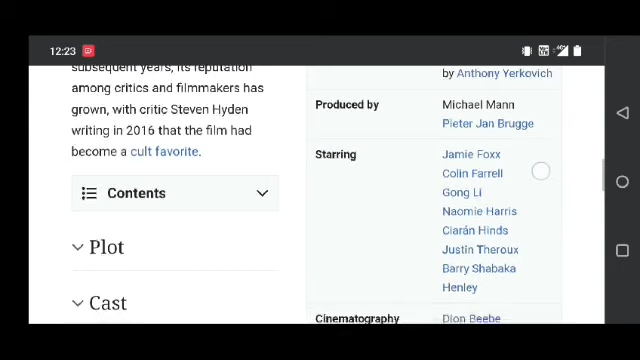 12:23
subsequent years, its reputation
among critics and filmmakers has
grown, with critic Steven Hyden
writing in 2016 that the film had
become a cult favorite.
Contents
Plot
Cast
by Anthony Yerkovich
Produced by Michael Mann
Pieter Jan Brugge
Starring Jamie Foxx
Colin Farrell
Gong Li
Naomie Harris
Ciarán Hinds
Justin Theroux
Barry Shabaka
Henley
Cinematography Dion Beebe